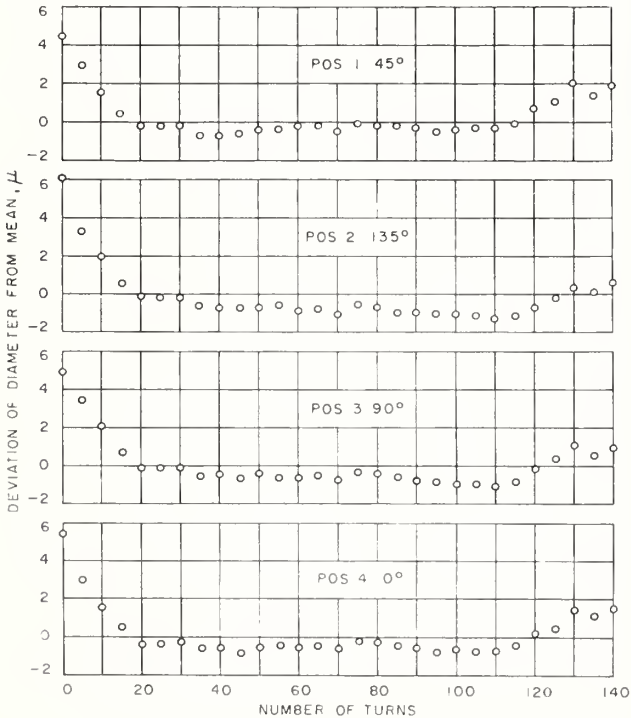 DEVIATION OF DIAMETER FROM MEAN, μ
6
4
2
0
−2
POS 1 45°
6
4
2
0
−2
POS 2 135°
6
4
2
0
−2
POS 3 90°
6
4
2
0
−2
POS 4 0°
0 20 40 60 80 100 120 140
NUMBER OF TURNS